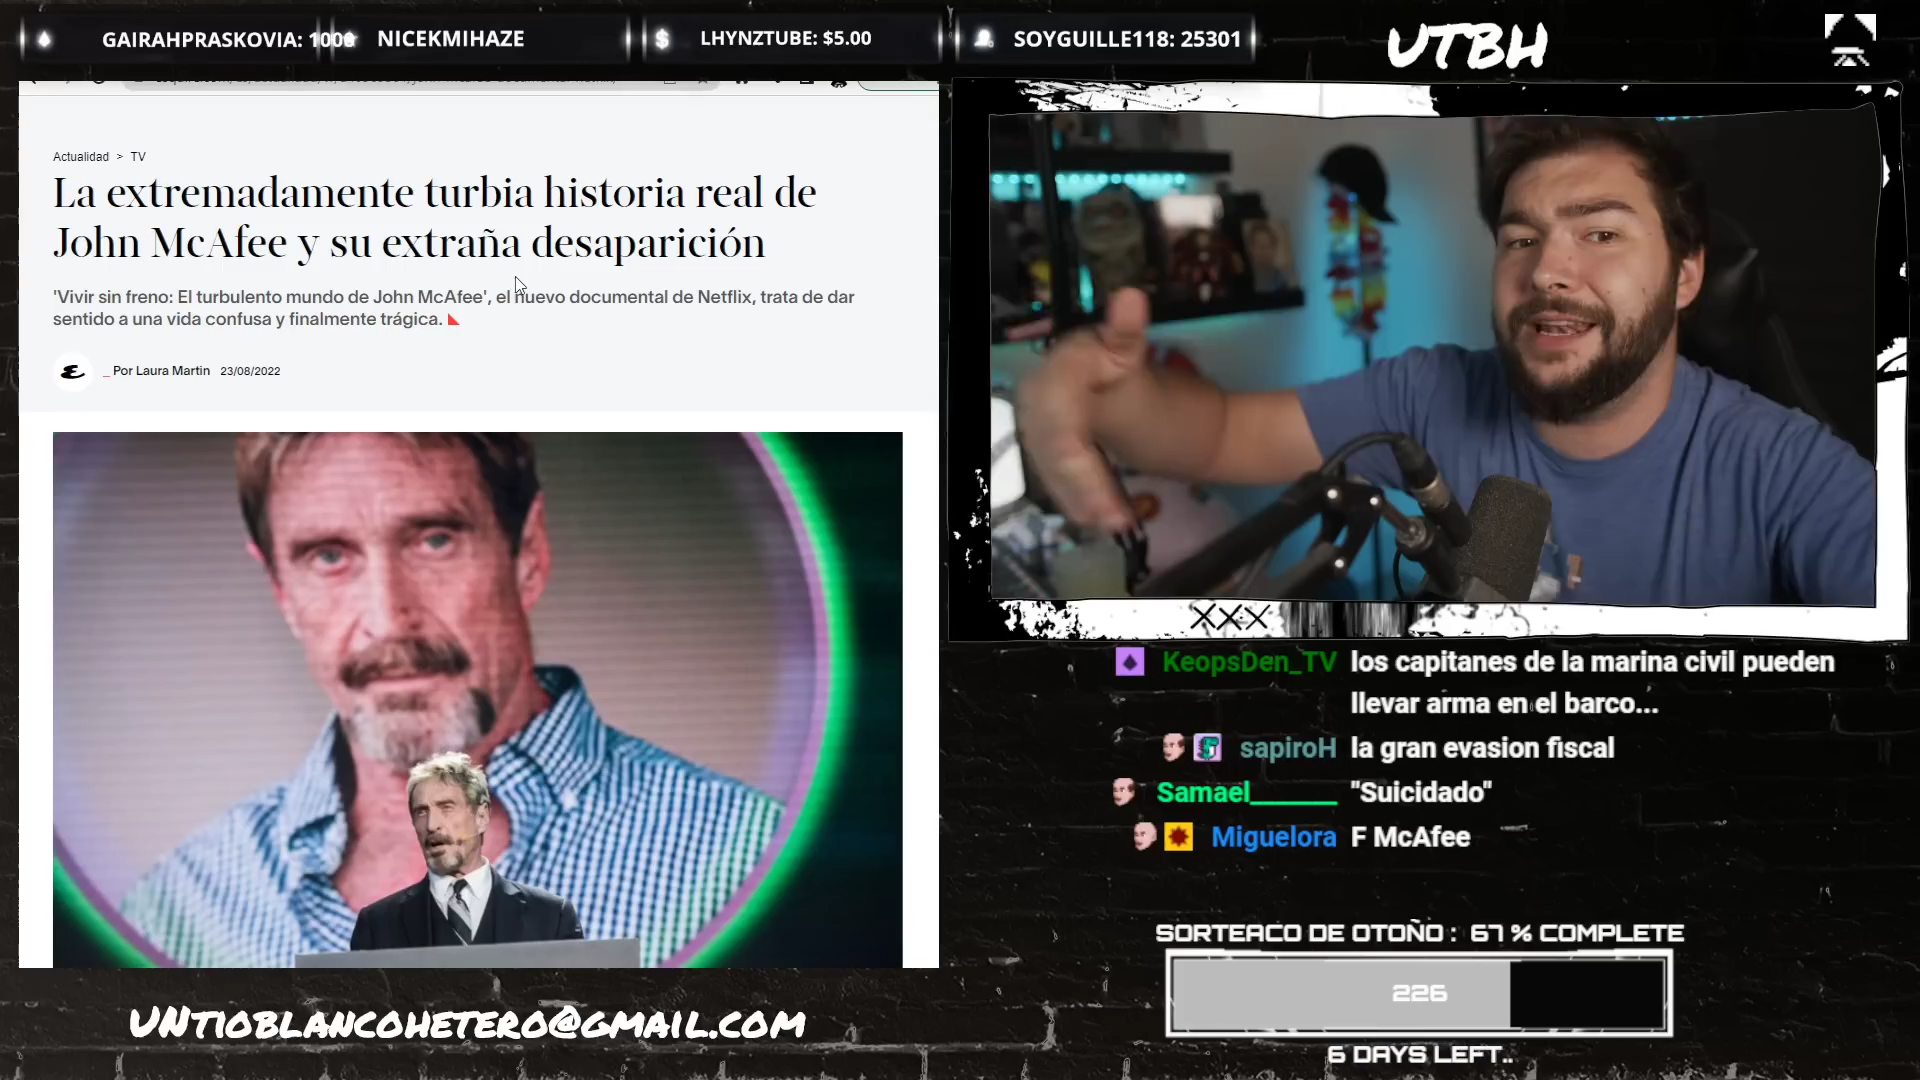 GAIRAHPRASKOVIA: 1000
NICEKMIHAZE
LHYNZTUBE: $5.00
SOYGUILLE118: 25301
UTBH
Actualidad > TV
La extremadamente turbia historia real de
John McAfee y su extraña desaparición
'Vivir sin freno: El turbulento mundo de John McAfee', el nuevo documental de Netflix, trata de dar
sentido a una vida confusa y finalmente trágica.
_ Por Laura Martin 23/08/2022
XXX
KeopsDen_TV los capitanes de la marina civil pueden
llevar arma en el barco...
sapiroH la gran evasion fiscal
Samael_______ "Suicidado"
Miguelora F McAfee
SORTEACO DE OTOÑO : 67 % COMPLETE
226
6 DAYS LEFT..
UNTIOBLANCOHETERO@GMAIL.COM